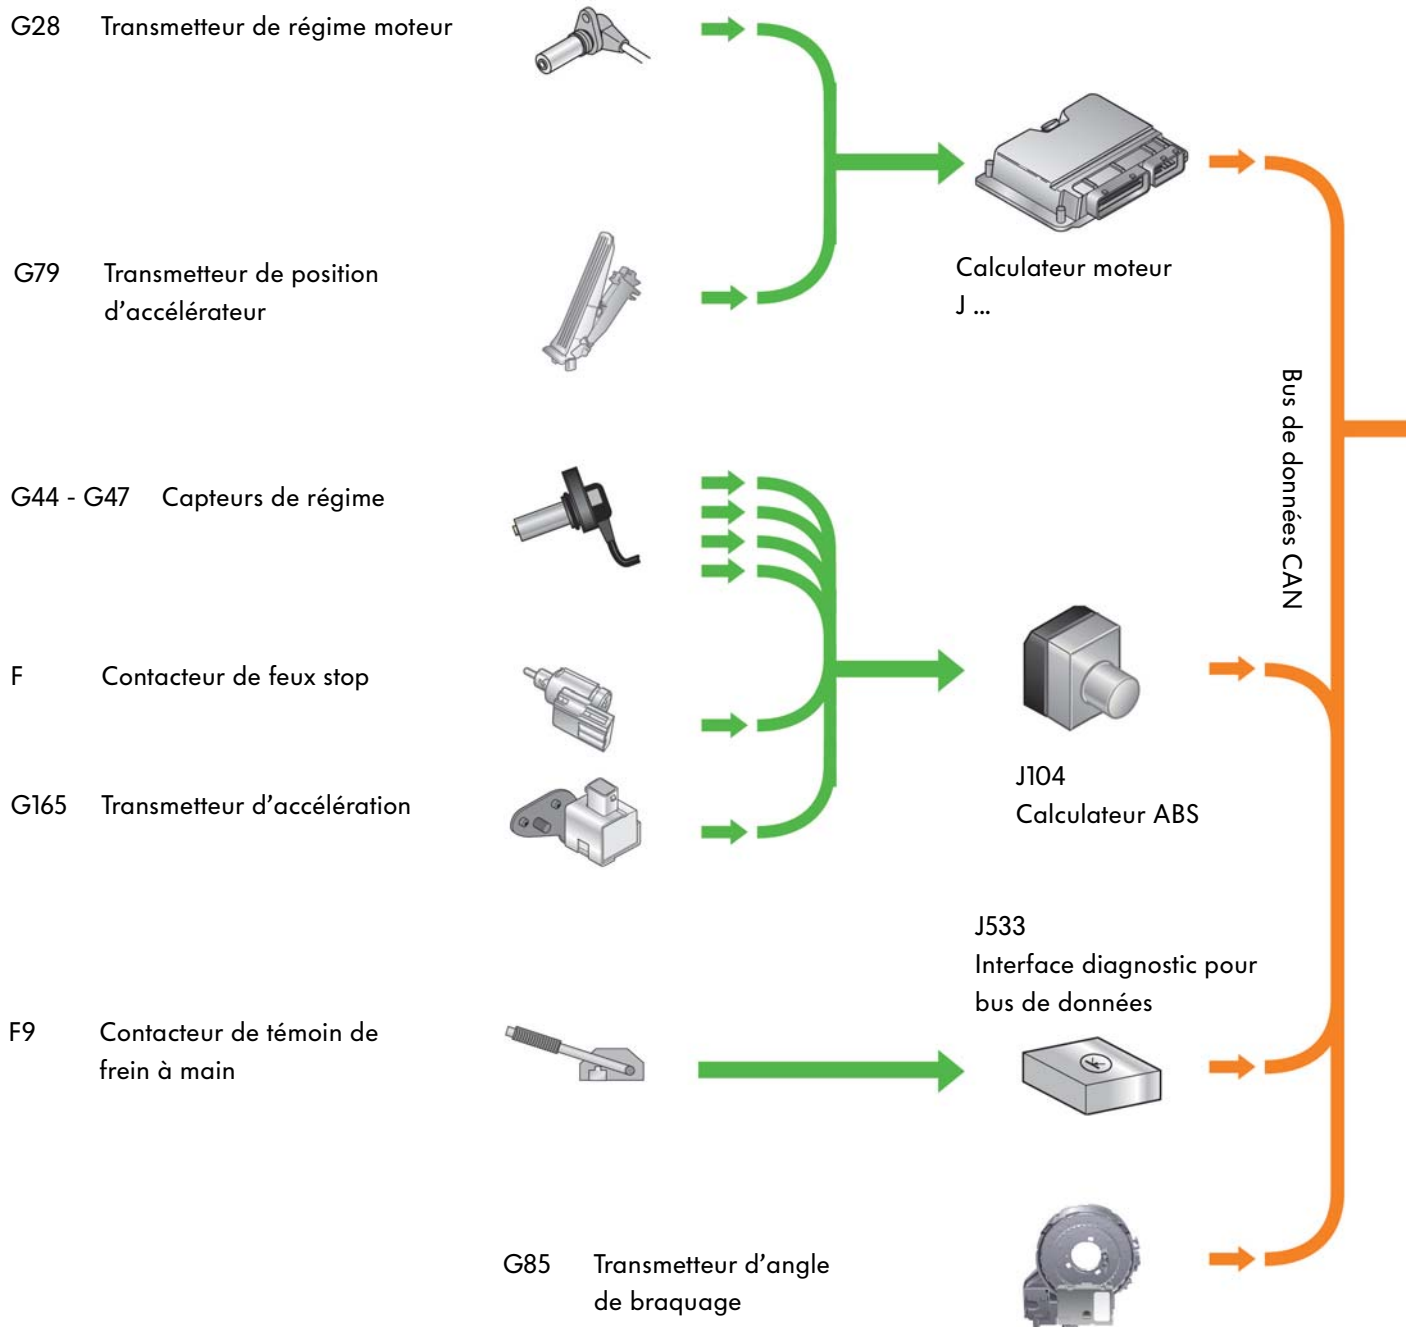 G28 Transmetteur de régime moteur
G79 Transmetteur de position
d’accélérateur
Calculateur moteur
J ...
Bus de données CAN
G44 - G47 Capteurs de régime
F Contacteur de feux stop
G165 Transmetteur d’accélération
J104
Calculateur ABS
J533
Interface diagnostic pour
bus de données
F9 Contacteur de témoin de
frein à main
K
G85 Transmetteur d’angle
de braquage